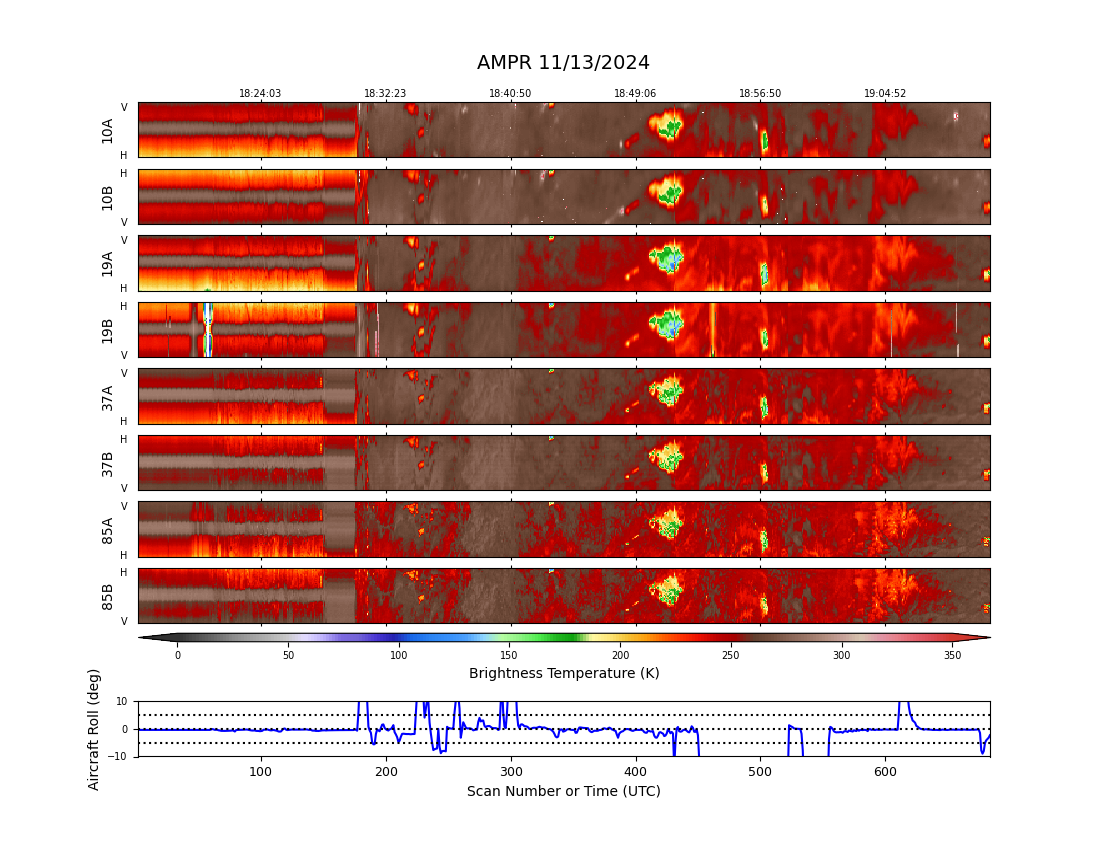 AMPR 11/13/2024
18:24:03 18:32:23 18:40:50 18:49:06 18:56:50 19:04:52
V
10A
H
H
10B
V
V
19A
H
H
19B
V
V
37A
H
H
37B
V
V
85A
H
H
85B
V
0 50 100 150 200 250 300 350
Brightness Temperature (K)
Aircraft Roll (deg)
10
0
−10
100 200 300 400 500 600
Scan Number or Time (UTC)